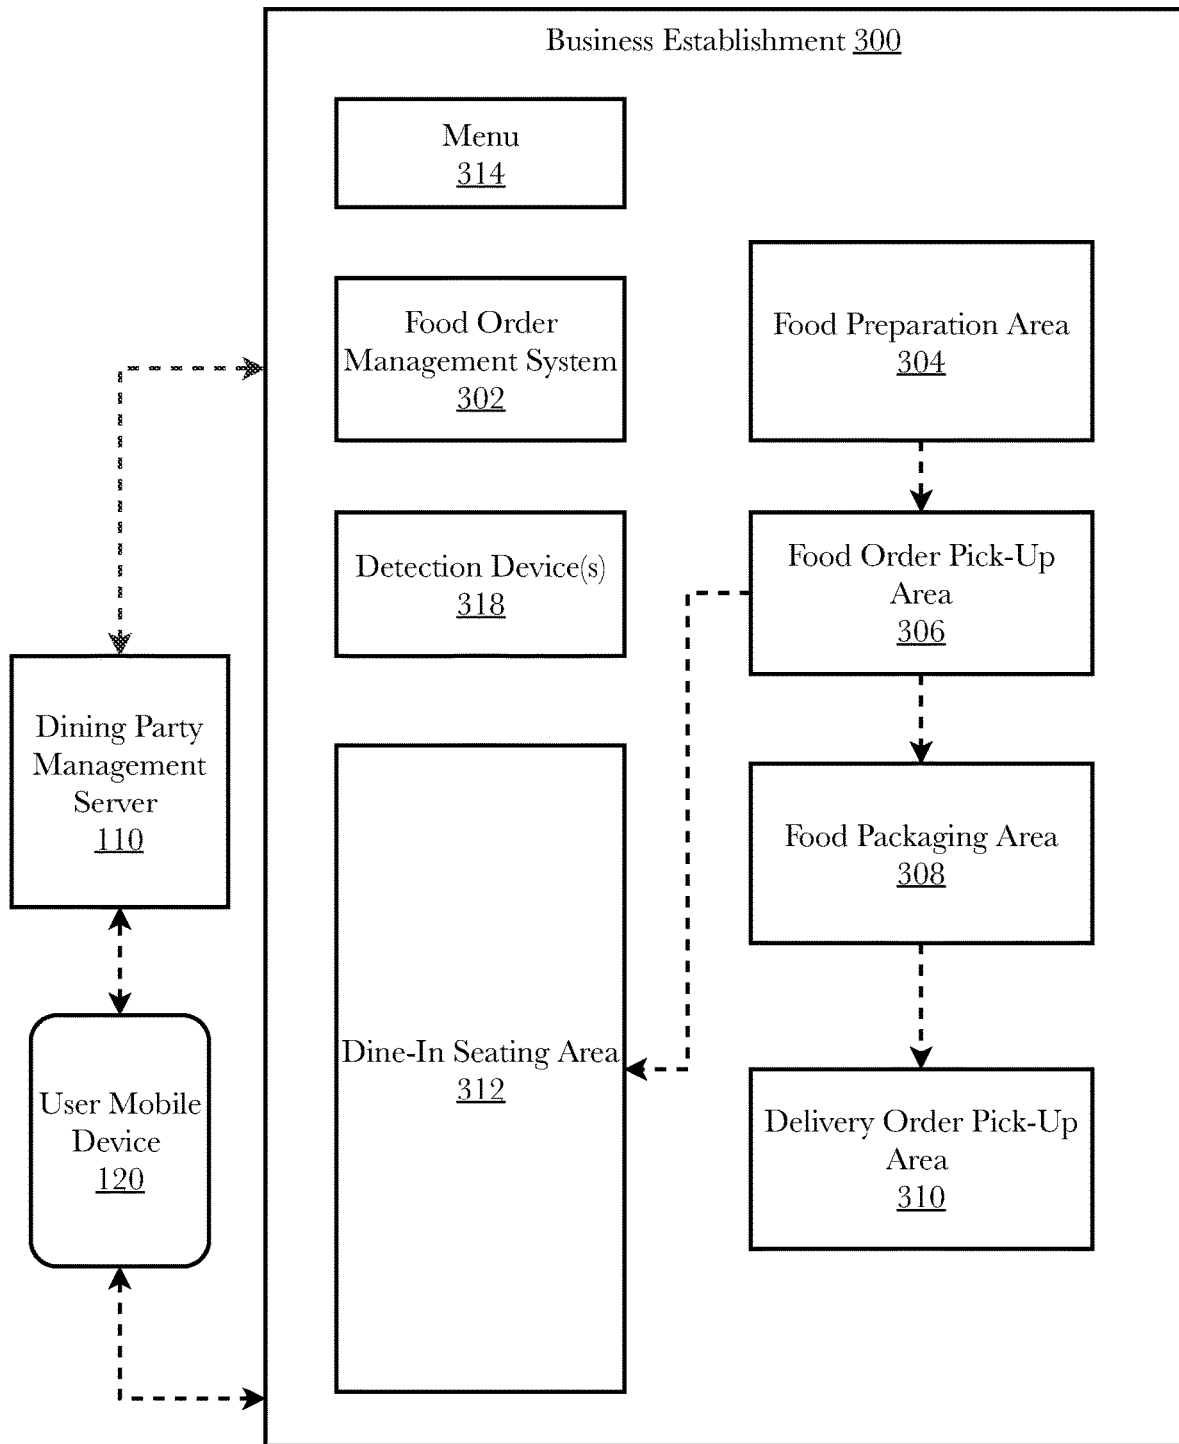 Business Establishment 300
Menu
314
Food Order
Management System
302
Food Preparation Area
304
Detection Device(s)
318
Food Order Pick-Up
Area
306
Dining Party
Management
Server
110
Food Packaging Area
308
Dine-In Seating Area
312
User Mobile
Device
120
Delivery Order Pick-Up
Area
310